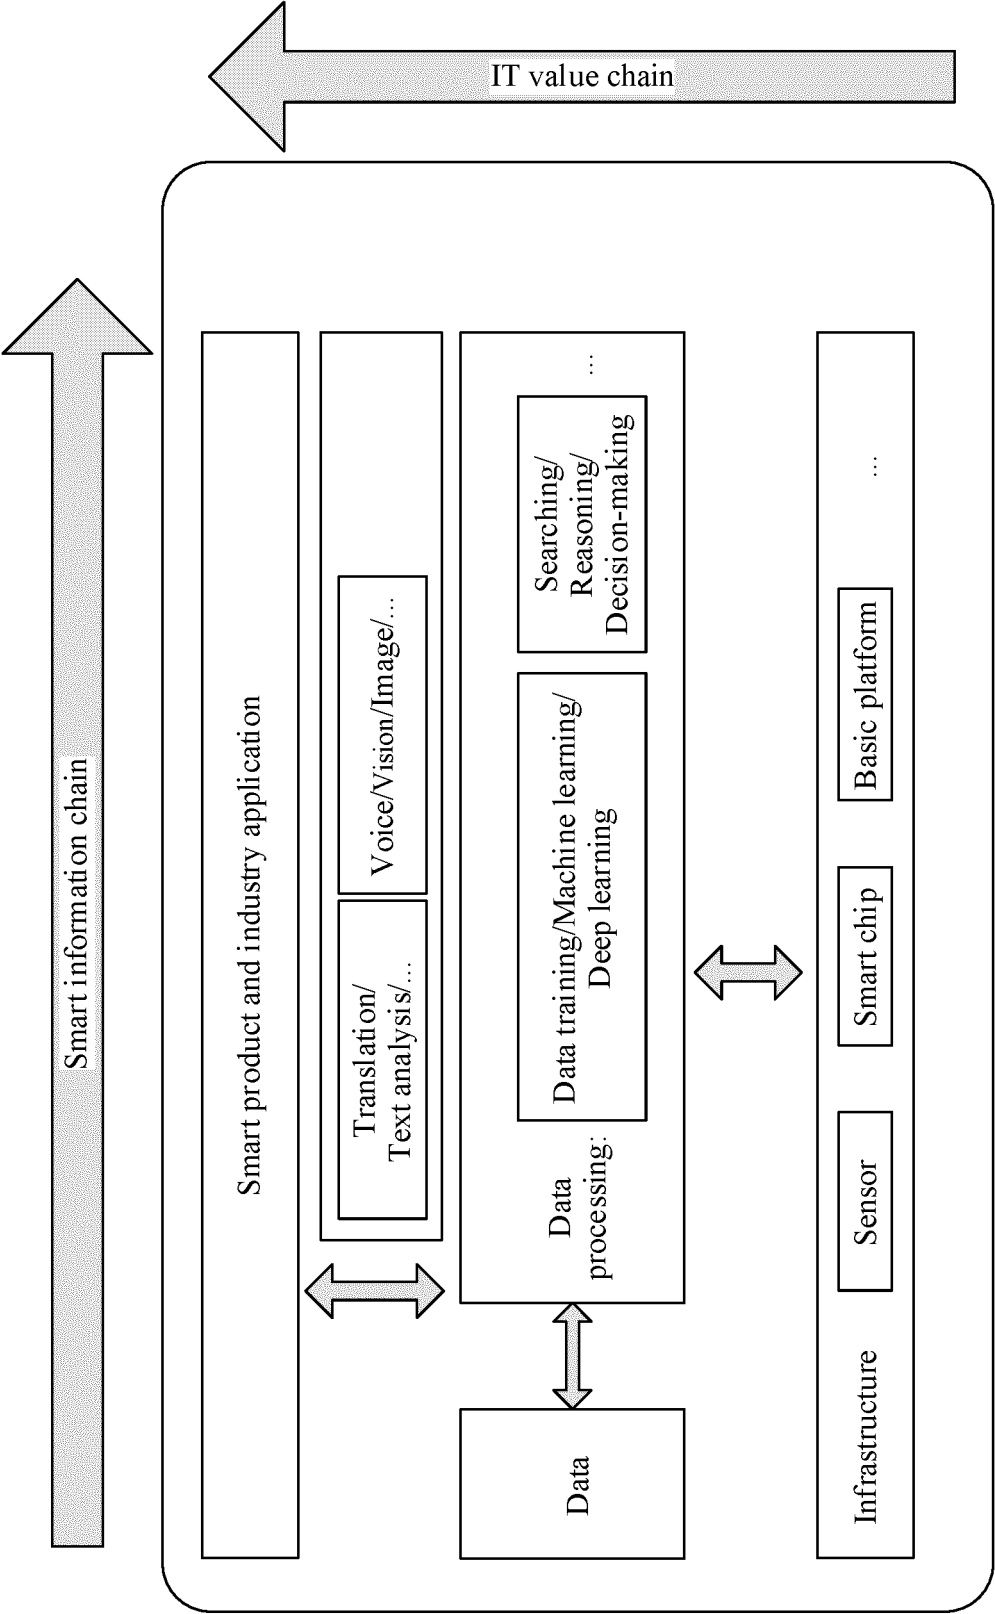 IT value chain
Smart information chain
Smart product and industry application
Translation/
Text analysis/...
Voice/Vision/Image/...
Data
Data
processing:
Data training/Machine learning/
Deep learning
Searching/
Reasoning/
Decision-making
...
Infrastructure
Sensor
Smart chip
Basic platform
...